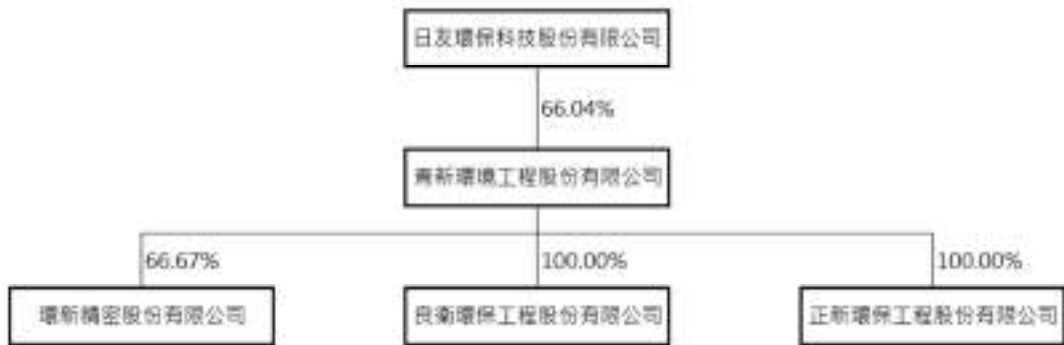 日友環保科技股份有限公司
66.04%
青新環境工程股份有限公司
66.67%
100.00%
100.00%
環新精密股份有限公司
良衛環保工程股份有限公司
正新環保工程股份有限公司